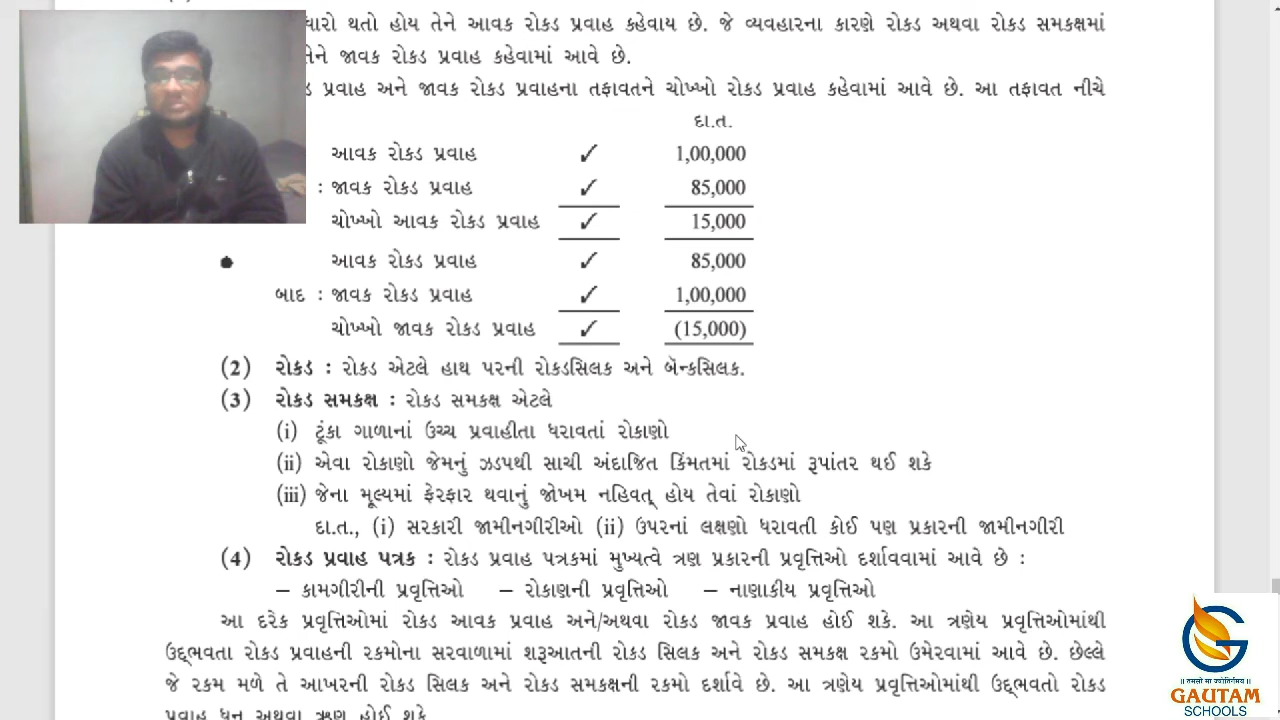 થારો થતો હોય તેને આવક રોકડ પ્રવાહ કહેવાય છે. જે વ્યવહારના કારણે રોકડ અથવા રોકડ સમકક્ષમાં
તેને જાવક રોકડ પ્રવાહ કહેવામાં આવે છે.
પ્રવાહ અને જાવક રોકડ પ્રવાહના તફાવતને ચોખ્ખો રોકડ પ્રવાહ કહેવામાં આવે છે. આ તફાવત નીચે
દા.ત.
આવક રોકડ પ્રવાહ ✓ 1,00,000
: જાવક રોકડ પ્રવાહ ✓ 85,000
ચોખ્ખો આવક રોકડ પ્રવાહ ✓ 15,000
● આવક રોકડ પ્રવાહ ✓ 85,000
બાદ : જાવક રોકડ પ્રવાહ ✓ 1,00,000
ચોખ્ખો જાવક રોકડ પ્રવાહ ✓ (15,000)
(2) રોકડ : રોકડ એટલે હાથ પરની રોકડસિલક અને બૅન્કસિલક.
(3) રોકડ સમકક્ષ : રોકડ સમકક્ષ એટલે
(i) ટૂંકા ગાળાનાં ઉચ્ચ પ્રવાહીતા ધરાવતાં રોકાણો
(ii) એવા રોકાણો જેમનું ઝડપથી સાચી અંદાજિત કિંમતમાં રોકડમાં રૂપાંતર થઈ શકે
(iii) જેના મૂલ્યમાં ફેરફાર થવાનું જોખમ નહિવત્ હોય તેવાં રોકાણો
દા.ત., (i) સરકારી જામીનગીરીઓ (ii) ઉપરનાં લક્ષણો ધરાવતી કોઈ પણ પ્રકારની જામીનગીરી
(4) રોકડ પ્રવાહ પત્રક : રોકડ પ્રવાહ પત્રકમાં મુખ્યત્વે ત્રણ પ્રકારની પ્રવૃત્તિઓ દર્શાવવામાં આવે છે :
– કામગીરીની પ્રવૃત્તિઓ – રોકાણની પ્રવૃત્તિઓ – નાણાકીય પ્રવૃત્તિઓ
આ દરેક પ્રવૃત્તિઓમાં રોકડ આવક પ્રવાહ અને/અથવા રોકડ જાવક પ્રવાહ હોઈ શકે. આ ત્રણેય પ્રવૃત્તિઓમાંથી
ઉદ્દ્ભવતા રોકડ પ્રવાહની રકમોના સરવાળામાં શરૂઆતની રોકડ સિલક અને રોકડ સમકક્ષ રકમો ઉમેરવામાં આવે છે. છેલ્લે
જે રકમ મળે તે આખરની રોકડ સિલક અને રોકડ સમકક્ષની રકમો દર્શાવે છે. આ ત્રણેય પ્રવૃત્તિઓમાંથી ઉદ્ભવતો રોકડ
પ્રવાહ ધન અથવા ઋણ હોઈ શકે
॥ તમસો મા જ્યોતિર્ગમય ॥
GAUTAM
SCHOOLS